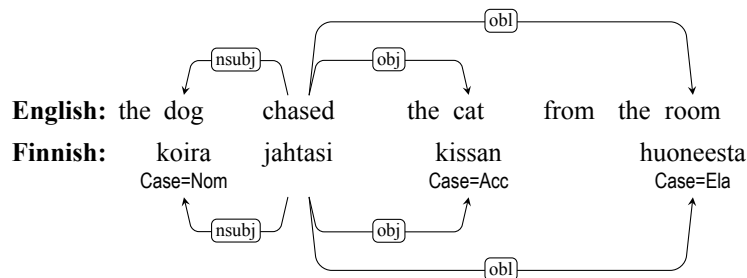 obl
nsubj obj
English: the dog chased the cat from the room
Finnish: koira jahtasi kissan huoneesta
Case=Nom Case=Acc Case=Ela
nsubj obj
obl